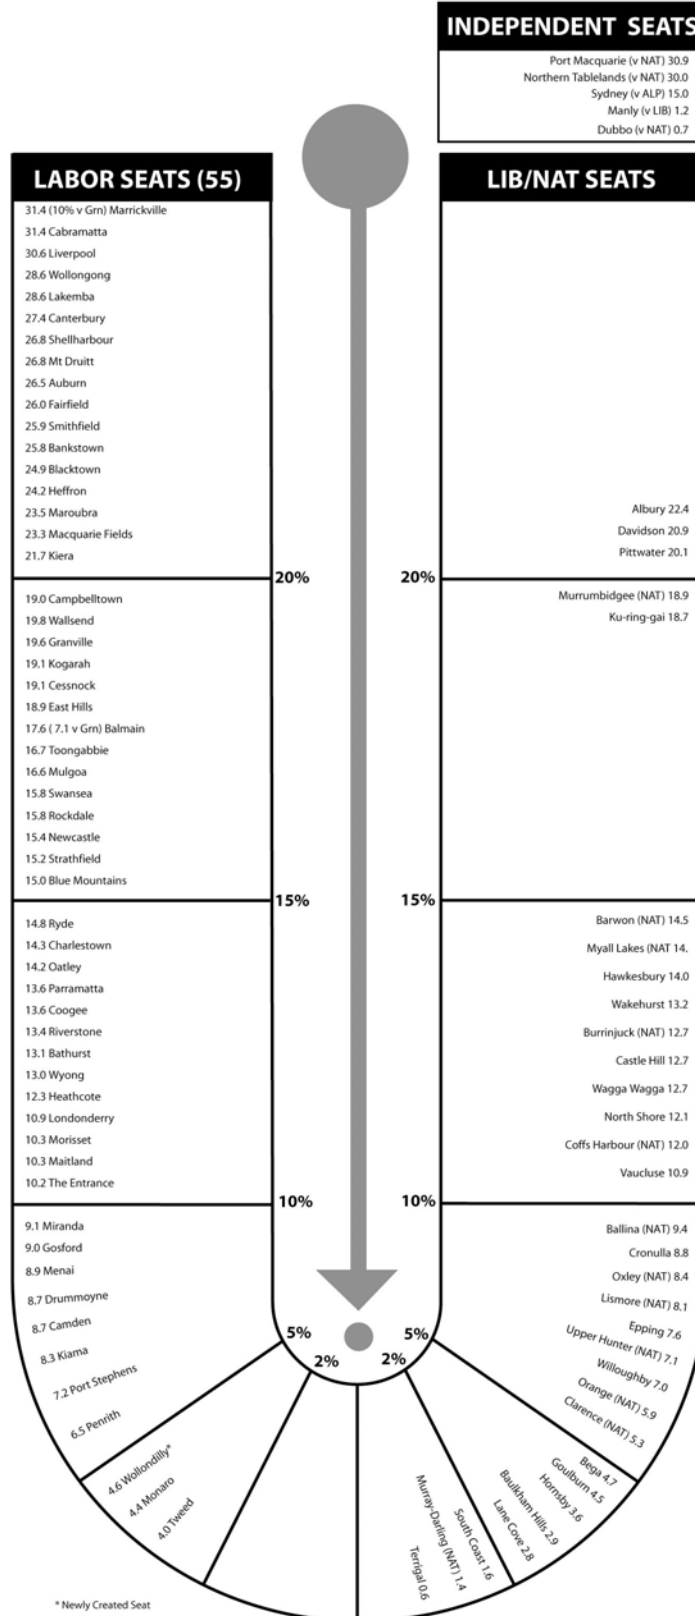 INDEPENDENT SEATS
Port Macquarie (v NAT) 30.9
Northern Tablelands (v NAT) 30.0
Sydney (v ALP) 15.0
Manly (v LIB) 1.2
Dubbo (v NAT) 0.7
LABOR SEATS (55)
31.4 (10% v Grn) Marrickville
31.4 Cabramatta
30.6 Liverpool
28.6 Wollongong
28.6 Lakemba
27.4 Canterbury
26.8 Shellharbour
26.8 Mt Druitt
26.5 Auburn
26.0 Fairfield
25.9 Smithfield
25.8 Bankstown
24.9 Blacktown
24.2 Heffron
23.5 Maroubra
23.3 Macquarie Fields
21.7 Kiera
20%
19.0 Campbelltown
19.8 Wallsend
19.6 Granville
19.1 Kogarah
19.1 Cessnock
18.9 East Hills
17.6 ( 7.1 v Grn) Balmain
16.7 Toongabbie
16.6 Mulgoa
15.8 Swansea
15.8 Rockdale
15.4 Newcastle
15.2 Strathfield
15.0 Blue Mountains
15%
14.8 Ryde
14.3 Charlestown
14.2 Oatley
13.6 Parramatta
13.6 Coogee
13.4 Riverstone
13.1 Bathurst
13.0 Wyong
12.3 Heathcote
10.9 Londonderry
10.3 Morisset
10.3 Maitland
10.2 The Entrance
10%
9.1 Miranda
9.0 Gosford
8.9 Menai
8.7 Drummoyne
8.7 Camden
8.3 Kiama
7.2 Port Stephens
6.5 Penrith
5%
4.6 Wollondilly*
4.4 Monaro
4.0 Tweed
2%
LIB/NAT SEATS
Albury 22.4
Davidson 20.9
Pittwater 20.1
20%
Murrumbidgee (NAT) 18.9
Ku-ring-gai 18.7
15%
Barwon (NAT) 14.5
Myall Lakes (NAT 14.
Hawkesbury 14.0
Wakehurst 13.2
Burrinjuck (NAT) 12.7
Castle Hill 12.7
Wagga Wagga 12.7
North Shore 12.1
Coffs Harbour (NAT) 12.0
Vaucluse 10.9
10%
Ballina (NAT) 9.4
Cronulla 8.8
Oxley (NAT) 8.4
Lismore (NAT) 8.1
Epping 7.6
Upper Hunter (NAT) 7.1
Willoughby 7.0
Orange (NAT) 5.9
Clarence (NAT) 5.3
5%
Bega 4.7
Goulburn 4.5
Hornsby 3.6
Baulkham Hills 2.9
Lane Cove 2.8
2%
South Coast 1.6
Murray-Darling (NAT) 1.4
Terrigal 0.6
* Newly Created Seat